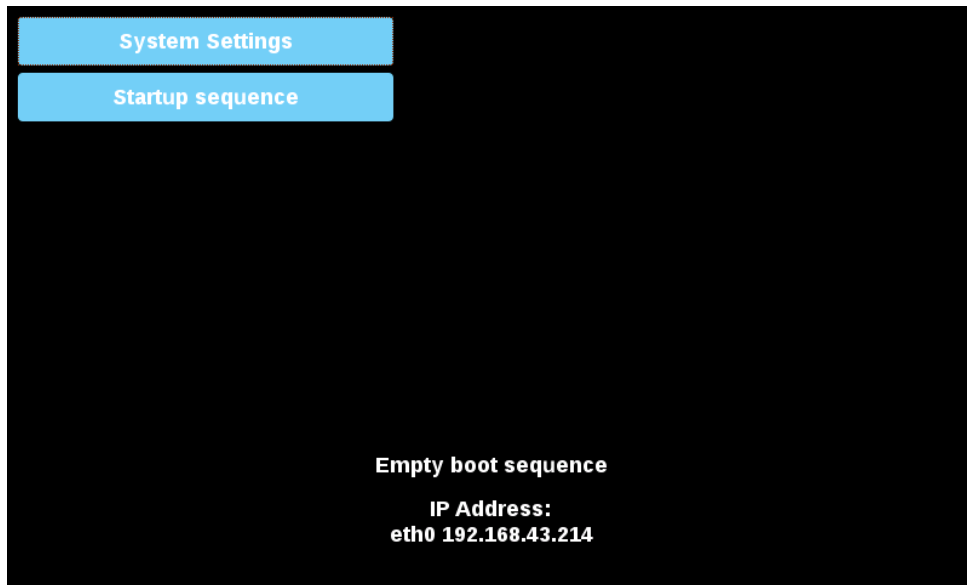 System Settings
Startup sequence
Empty boot sequence
IP Address:
eth0 192.168.43.214